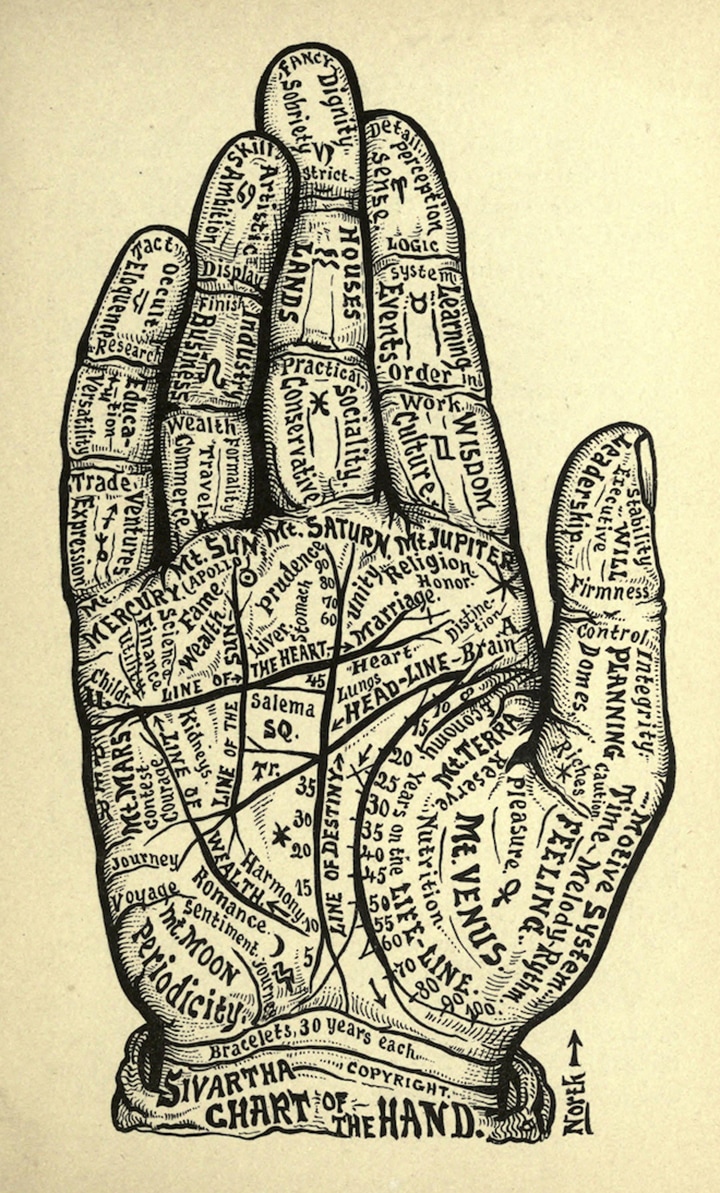 FANCY
Dignity
Sobriety
Strict
HOUSES
LANDS
Practical
Sociality
Conservative
Detail
perception
sense
LOGIC
System
Learning
Events
Order in
Work
WISDOM
Culture
Skill
Artistic
Ambition
69
Display
Finish
Industry
Business
Wealth
Formality
Travel
Commerce
Tact
Occult
Eloquence
Research
Educa-
tion
Versatility
Trade
Ventures
Expression
Leadership
Executive
Stability
WILL
Firmness
Control
Integrity
PLANNING
Domes
Riches
Caution
Mt. MERCURY
Mt. SUN
(APOLLO)
Mt. SATURN
Mt. JUPITER
Fame
Wealth
Science
Finance
prudence
Liver
Stomach
90
80
70
60
unity
Religion
Honor
Marriage
Distinc-
tion
A
THE HEART
Heart
45
Lungs
HEAD-LINE-Brain
LINE OF
LINE OF THE SUN
Salema
SQ.
Tr.
Kidneys
LINE OF
WEALTH
Mt. MARS
Contest
Courage
35
30
20
15
10
5
LINE OF DESTINY
5
10
15
20
25
30
35
40
45
50
55
60
70
80
90
100
Years on the LIFE-LINE.
Economy
Mt. TERRA
Reserve
Nutrition
Pleasure
Mt. VENUS.
FEELING
Time-Melody-Rythm.
Motive System
Journey
Voyage
Harmony
Romance
Sentiment
Mt. MOON
Periodicity.
Journey
Bracelets, 30 years each
SIVARTHA
COPYRIGHT.
CHART OF
THE HAND.
North